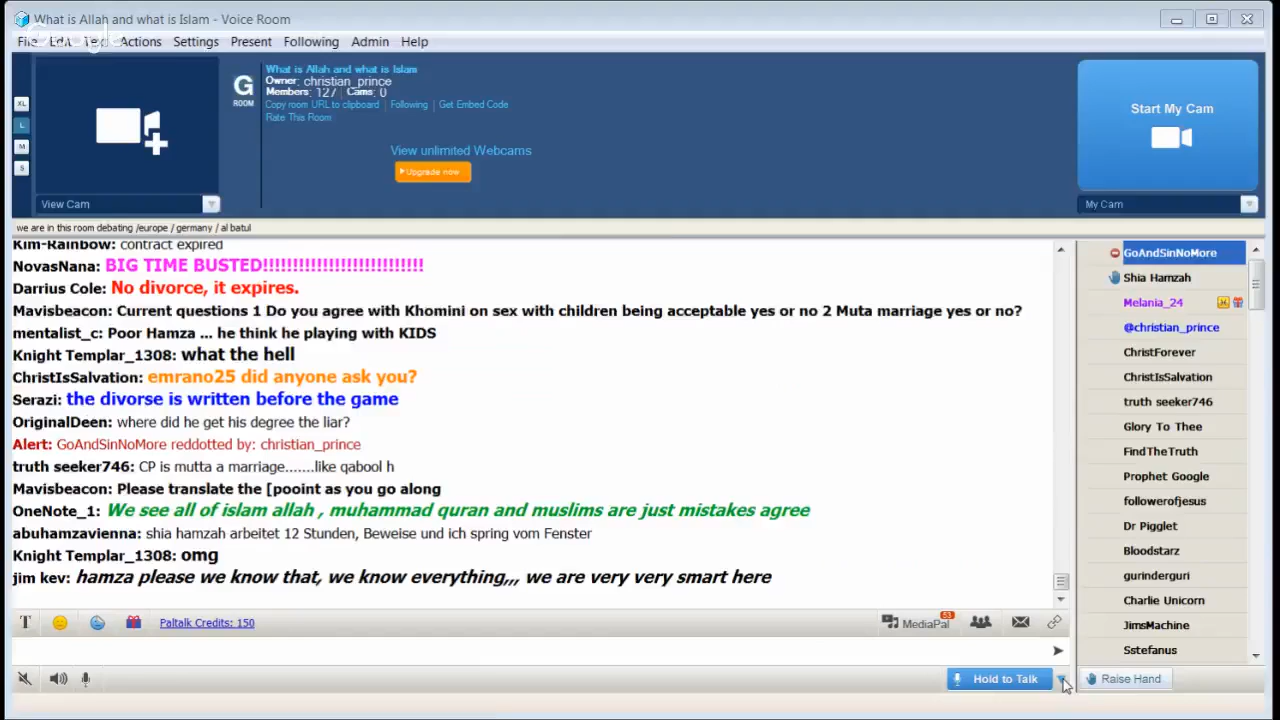 What is Allah and what is Islam - Voice Room
Google
File Edit Text Actions Settings Present Following Admin Help
What is Allah and what is Islam
G
ROOM
Owner: christian_prince
Members: 127 Cams: 0
Copy room URL to clipboard | Following | Get Embed Code
Rate This Room
View unlimited Webcams
Upgrade now
XL
L
M
S
View Cam
Start My Cam
My Cam
we are in this room debating /europe / germany / al batul
Kim-Rainbow: contract expired
NovasNana: BIG TIME BUSTED!!!!!!!!!!!!!!!!!!!!!!!!!!!
Darrius Cole: No divorce, it expires.
Mavisbeacon: Current questions 1 Do you agree with Khomini on sex with children being acceptable yes or no 2 Muta marriage yes or no?
mentalist_c: Poor Hamza ... he think he playing with KIDS
Knight Templar_1308: what the hell
ChristIsSalvation: emrano25 did anyone ask you?
Serazi: the divorse is written before the game
OriginalDeen: where did he get his degree the liar?
Alert: GoAndSinNoMore reddotted by: christian_prince
truth seeker746: CP is mutta a marriage.......like qabool h
Mavisbeacon: Please translate the [pooint as you go along
OneNote_1: We see all of islam allah , muhammad quran and muslims are just mistakes agree
abuhamzavienna: shia hamzah arbeitet 12 Stunden, Beweise und ich spring vom Fenster
Knight Templar_1308: omg
jim kev: hamza please we know that, we know everything,,, we are very very smart here
GoAndSinNoMore
Shia Hamzah
Melania_24
@christian_prince
ChristForever
ChristIsSalvation
truth seeker746
Glory To Thee
FindTheTruth
Prophet Google
followerofjesus
Dr Pigglet
Bloodstarz
gurinderguri
Charlie Unicorn
JimsMachine
Sstefanus
T
Paltalk Credits: 150
MediaPal
53
Hold to Talk
Raise Hand